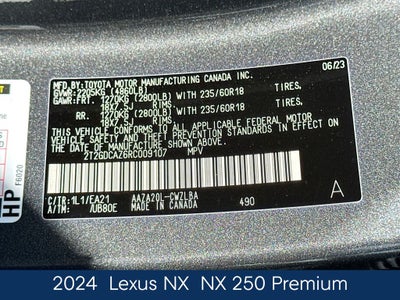 MFD.BY: TOYOTA MOTOR MANUFACTURING CANADA INC. 06/23
GVWR: 2205KG (4860LB)
GAWR: FRT. 1270KG (2800LB) WITH 235/60R18 TIRES,
18X7.5J RIMS,
RR. 1270KG (2800LB) WITH 235/60R18 TIRES,
18X7.5J RIMS,
THIS VEHICLE CONFORMS TO ALL APPLICABLE FEDERAL MOTOR
VEHICLE SAFETY AND THEFT PREVENTION STANDARDS IN EFFECT ON
THE DATE OF MANUFACTURE SHOWN ABOVE.
2T2GDCAZ6RC009107 MPV
C/TR: 1L1/EA21 AAZA20L-CWZLBA A
A/TM: /UB80E MADE IN CANADA 490
HP
F6020
2024 Lexus NX NX 250 Premium